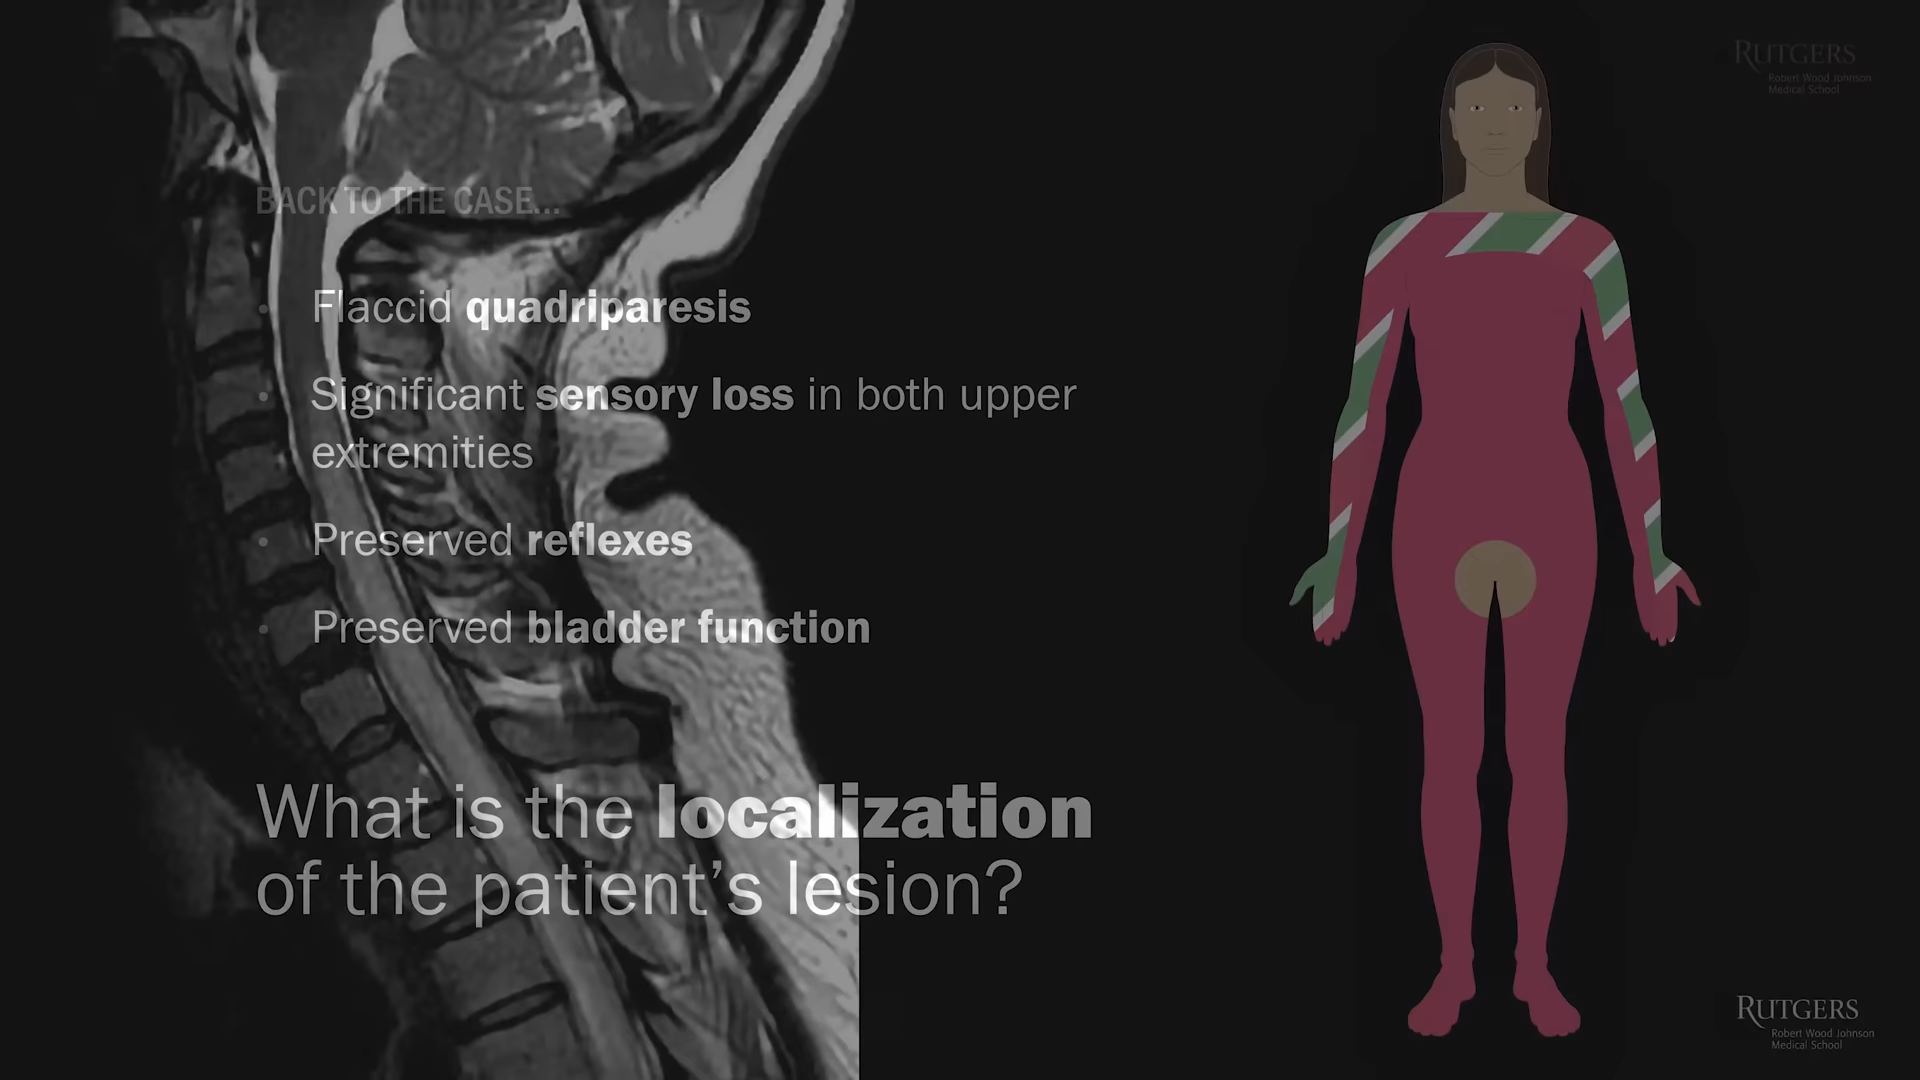 RUTGERS
Robert Wood Johnson
Medical School
BACK TO THE CASE...
Flaccid quadriparesis
Significant sensory loss in both upper
extremities
Preserved reflexes
Preserved bladder function
What is the localization
of the patient’s lesion?
RUTGERS
Robert Wood Johnson
Medical School